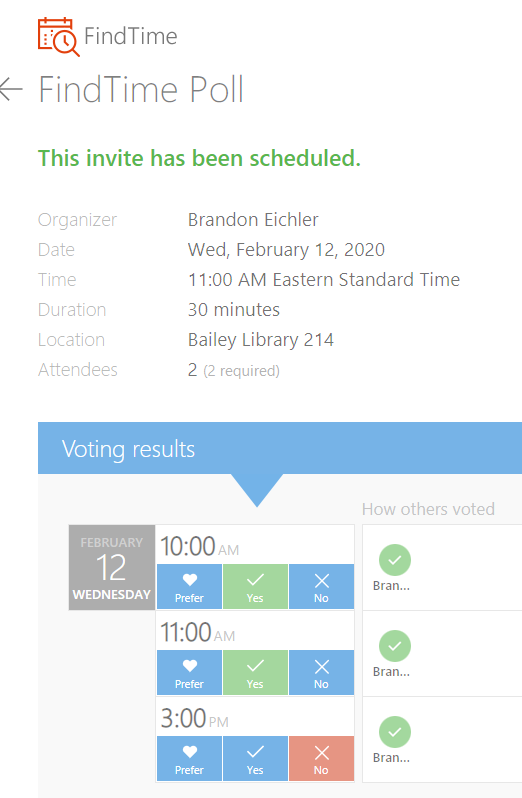 FindTime
FindTime Poll
This invite has been scheduled.
Organizer Brandon Eichler
Date Wed, February 12, 2020
Time 11:00 AM Eastern Standard Time
Duration 30 minutes
Location Bailey Library 214
Attendees 2 (2 required)
Voting results
How others voted
FEBRUARY
12
WEDNESDAY
10:00 AM
Prefer Yes No
Bran...
11:00 AM
Prefer Yes No
Bran...
3:00 PM
Prefer Yes No
Bran...